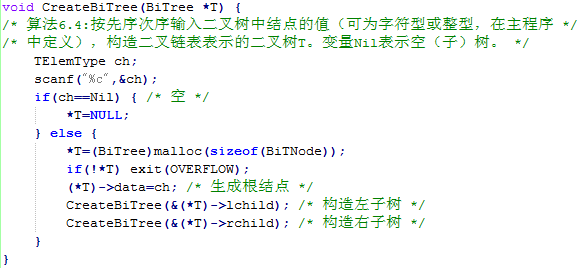 void CreateBiTree(BiTree *T) {
/* 算法6.4:按先序次序输入二叉树中结点的值（可为字符型或整型，在主程序 */
/* 中定义），构造二叉链表表示的二叉树T。变量Nil表示空（子）树。 */
TElemType ch;
scanf("%c",&ch);
if(ch==Nil) { /* 空 */
*T=NULL;
} else {
*T=(BiTree)malloc(sizeof(BiTNode));
if(!*T) exit(OVERFLOW);
(*T)->data=ch; /* 生成根结点 */
CreateBiTree(&(*T)->lchild); /* 构造左子树 */
CreateBiTree(&(*T)->rchild); /* 构造右子树 */
}
}